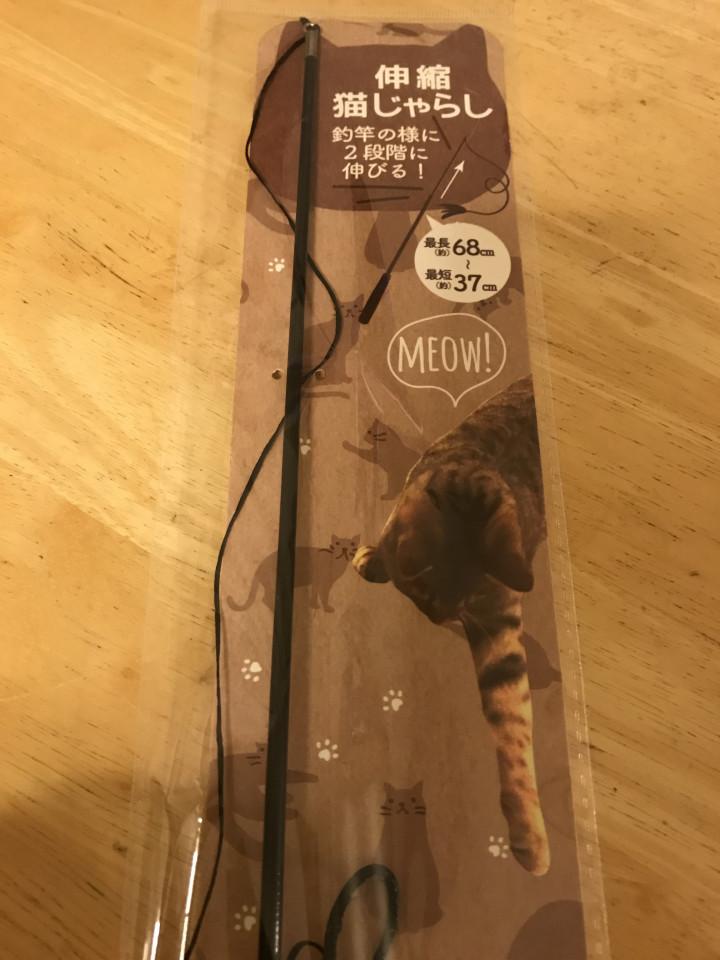 伸縮
猫じゃらし
釣竿の様に
2段階に
伸びる!
最長(約)68cm
~
最短(約)37cm
MEOW!